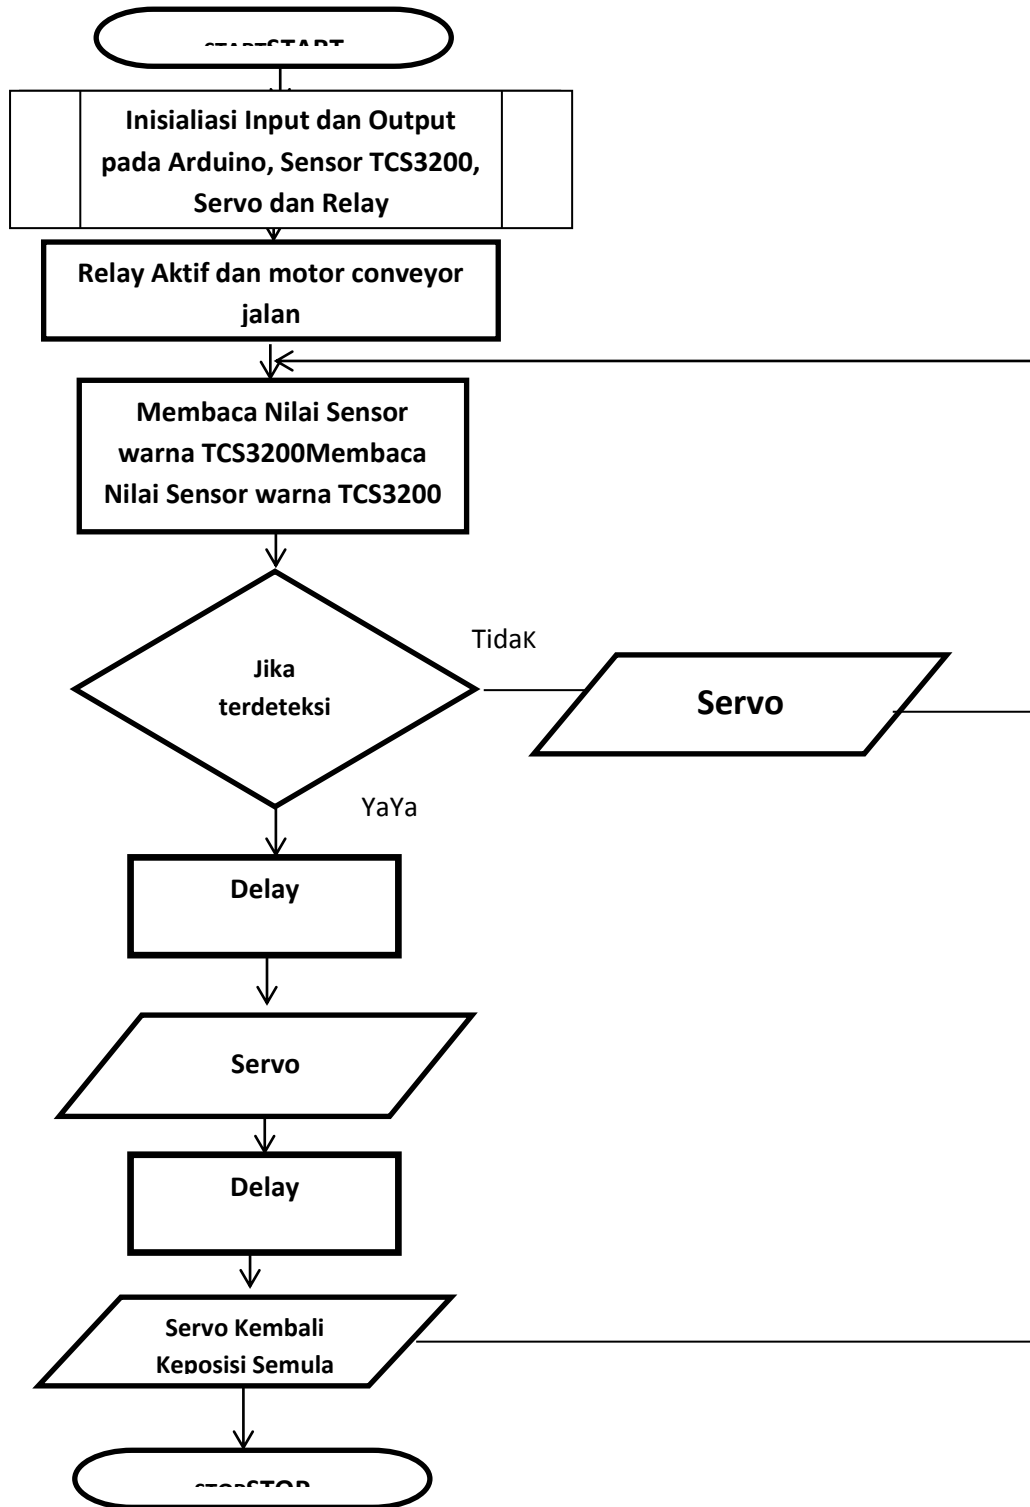 STARTSTART
Inisialiasi Input dan Output
pada Arduino, Sensor TCS3200,
Servo dan Relay
Relay Aktif dan motor conveyor
jalan
Membaca Nilai Sensor
warna TCS3200Membaca
Nilai Sensor warna TCS3200
Jika
terdeteksi
TidaK
Servo
YaYa
Delay
Servo
Delay
Servo Kembali
Keposisi Semula
STOPSTOP